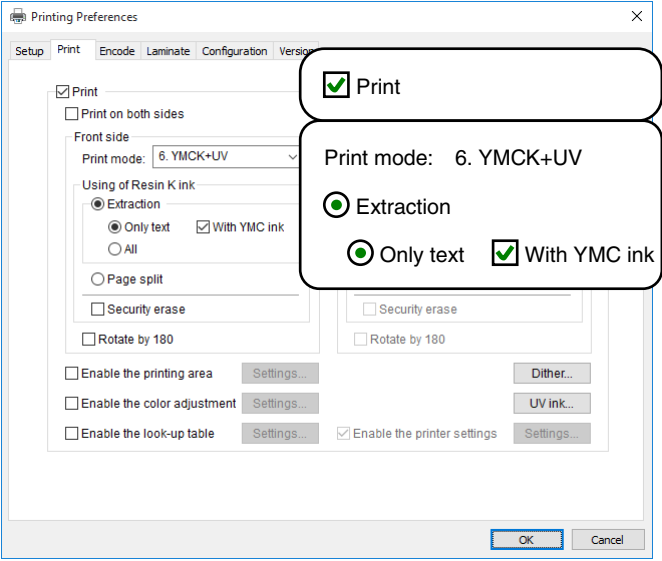 Printing Preferences
Setup Print Encode Laminate Configuration Version
Print
Print on both sides
Front side
Print mode: 6. YMCK+UV
Using of Resin K ink
Extraction
Only text With YMC ink
All
Page split
Security erase
Rotate by 180
Print
Print mode: 6. YMCK+UV
Extraction
Only text With YMC ink
Security erase
Rotate by 180
Enable the printing area Settings... Dither...
Enable the color adjustment Settings... UV ink...
Enable the look-up table Settings... Enable the printer settings Settings...
OK Cancel